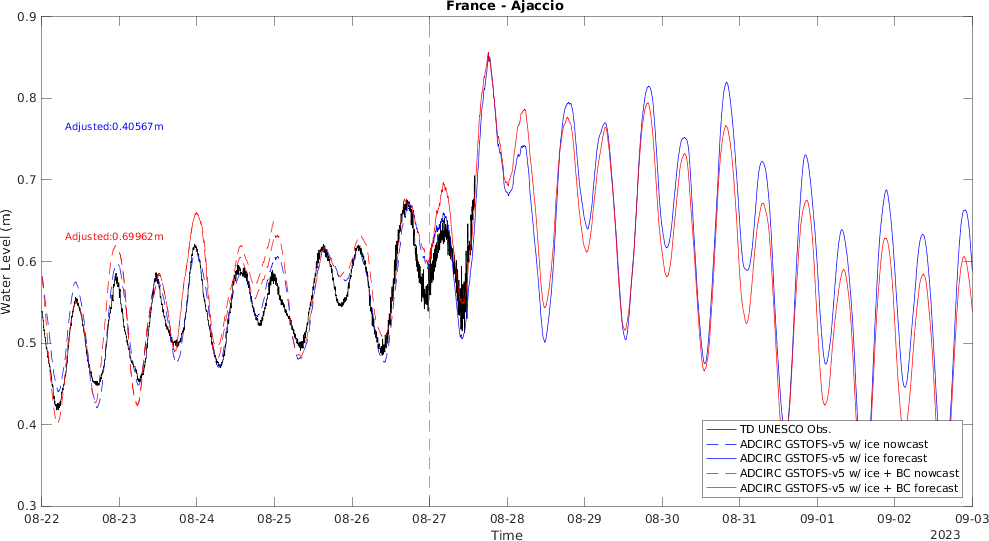 France - Ajaccio
0.9
0.8
0.7
0.6
0.5
0.4
0.3
Water Level (m)
Adjusted:0.40567m
Adjusted:0.69962m
TD UNESCO Obs.
ADCIRC GSTOFS-v5 w/ ice nowcast
ADCIRC GSTOFS-v5 w/ ice forecast
ADCIRC GSTOFS-v5 w/ ice + BC nowcast
ADCIRC GSTOFS-v5 w/ ice + BC forecast
08-22 08-23 08-24 08-25 08-26 08-27 08-28 08-29 08-30 08-31 09-01 09-02 09-03
Time
2023